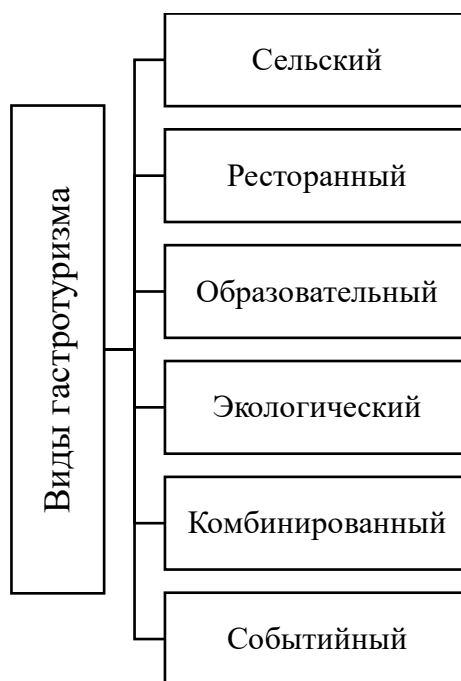 Виды гастротуризма
Сельский
Ресторанный
Образовательный
Экологический
Комбинированный
Событийный